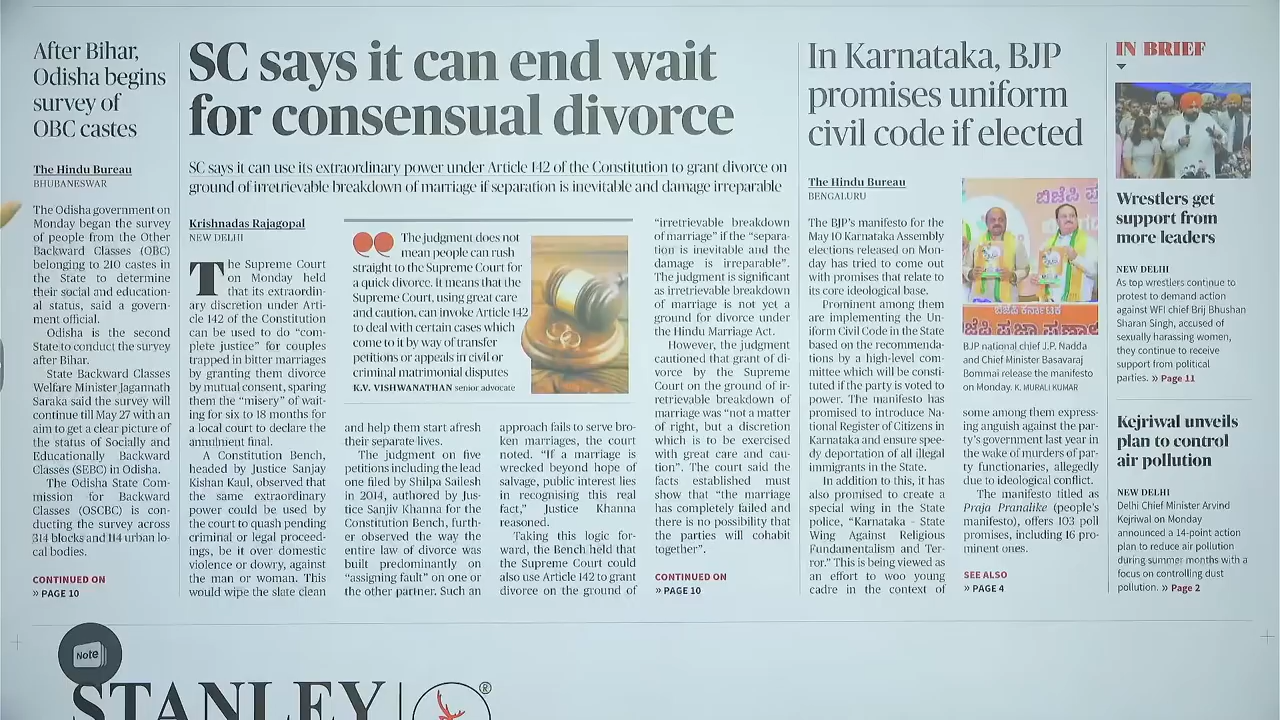 After Bihar,
Odisha begins
survey of
OBC castes
The Hindu Bureau
BHUBANESWAR
The Odisha government on
Monday began the survey
of people from the Other
Backward Classes (OBC)
belonging to 210 castes in
the State to determine
their social and education-
al status, said a govern-
ment official.
Odisha is the second
State to conduct the survey
after Bihar.
State Backward Classes
Welfare Minister Jagannath
Saraka said the survey will
continue till May 27 with an
aim to get a clear picture of
the status of Socially and
Educationally Backward
Classes (SEBC) in Odisha.
The Odisha State Com-
mission for Backward
Classes (OSCBC) is con-
ducting the survey across
314 blocks and 114 urban lo-
cal bodies.
CONTINUED ON
» PAGE 10
SC says it can end wait
for consensual divorce
SC says it can use its extraordinary power under Article 142 of the Constitution to grant divorce on
ground of irretrievable breakdown of marriage if separation is inevitable and damage irreparable
Krishnadas Rajagopal
NEW DELHI
The Supreme Court
on Monday held
that its extraordin-
ary discretion under Arti-
cle 142 of the Constitution
can be used to do “com-
plete justice” for couples
trapped in bitter marriages
by granting them divorce
by mutual consent, sparing
them the “misery” of wait-
ing for six to 18 months for
a local court to declare the
annulment final.
A Constitution Bench,
headed by Justice Sanjay
Kishan Kaul, observed that
the same extraordinary
power could be used by
the court to quash pending
criminal or legal proceed-
ings, be it over domestic
violence or dowry, against
the man or woman. This
would wipe the slate clean
The judgment does not
mean people can rush
straight to the Supreme Court for
a quick divorce. It means that the
Supreme Court, using great care
and caution, can invoke Article 142
to deal with certain cases which
come to it by way of transfer
petitions or appeals in civil or
criminal matrimonial disputes
K.V. VISHWANATHAN senior advocate
and help them start afresh
their separate lives.
The judgment on five
petitions including the lead
one filed by Shilpa Sailesh
in 2014, authored by Jus-
tice Sanjiv Khanna for the
Constitution Bench, furth-
er observed the way the
entire law of divorce was
built predominantly on
“assigning fault” on one or
the other partner. Such an
approach fails to serve bro-
ken marriages, the court
noted. “If a marriage is
wrecked beyond hope of
salvage, public interest lies
in recognising this real
fact,” Justice Khanna
reasoned.
Taking this logic for-
ward, the Bench held that
the Supreme Court could
also use Article 142 to grant
divorce on the ground of
“irretrievable breakdown
of marriage” if the “separa-
tion is inevitable and the
damage is irreparable”.
The judgment is significant
as irretrievable breakdown
of marriage is not yet a
ground for divorce under
the Hindu Marriage Act.
However, the judgment
cautioned that grant of di-
vorce by the Supreme
Court on the ground of ir-
retrievable breakdown of
marriage was “not a matter
of right, but a discretion
which is to be exercised
with great care and cau-
tion”. The court said the
facts established must
show that “the marriage
has completely failed and
there is no possibility that
the parties will cohabit
together”.
CONTINUED ON
» PAGE 10
In Karnataka, BJP
promises uniform
civil code if elected
The Hindu Bureau
BENGALURU
The BJP’s manifesto for the
May 10 Karnataka Assembly
elections released on Mon-
day has tried to come out
with promises that relate to
its core ideological base.
Prominent among them
are implementing the Un-
iform Civil Code in the State
based on the recommenda-
tions by a high-level com-
mittee which will be consti-
tuted if the party is voted to
power. The manifesto has
promised to introduce Na-
tional Register of Citizens in
Karnataka and ensure spee-
dy deportation of all illegal
immigrants in the State.
In addition to this, it has
also promised to create a
special wing in the State
police, “Karnataka - State
Wing Against Religious
Fundamentalism and Ter-
ror.” This is being viewed as
an effort to woo young
cadre in the context of
ಬಿಜೆಪಿ
ಬಿಜೆಪಿ ಕರ್ನಾಟಕ
BJP national chief J.P. Nadda
and Chief Minister Basavaraj
Bommai release the manifesto
on Monday. K. MURALI KUMAR
some among them express-
ing anguish against the par-
ty’s government last year in
the wake of murders of par-
ty functionaries, allegedly
due to ideological conflict.
The manifesto titled as
Praja Pranalike (people’s
manifesto), offers 103 poll
promises, including 16 pro-
minent ones.
SEE ALSO
» PAGE 4
IN BRIEF
Wrestlers get
support from
more leaders
NEW DELHI
As top wrestlers continue to
protest to demand action
against WFI chief Brij Bhushan
Sharan Singh, accused of
sexually harassing women,
they continue to receive
support from political
parties. » Page 11
Kejriwal unveils
plan to control
air pollution
NEW DELHI
Delhi Chief Minister Arvind
Kejriwal on Monday
announced a 14-point action
plan to reduce air pollution
during summer months with a
focus on controlling dust
pollution. » Page 2
Note
STANLEY
®